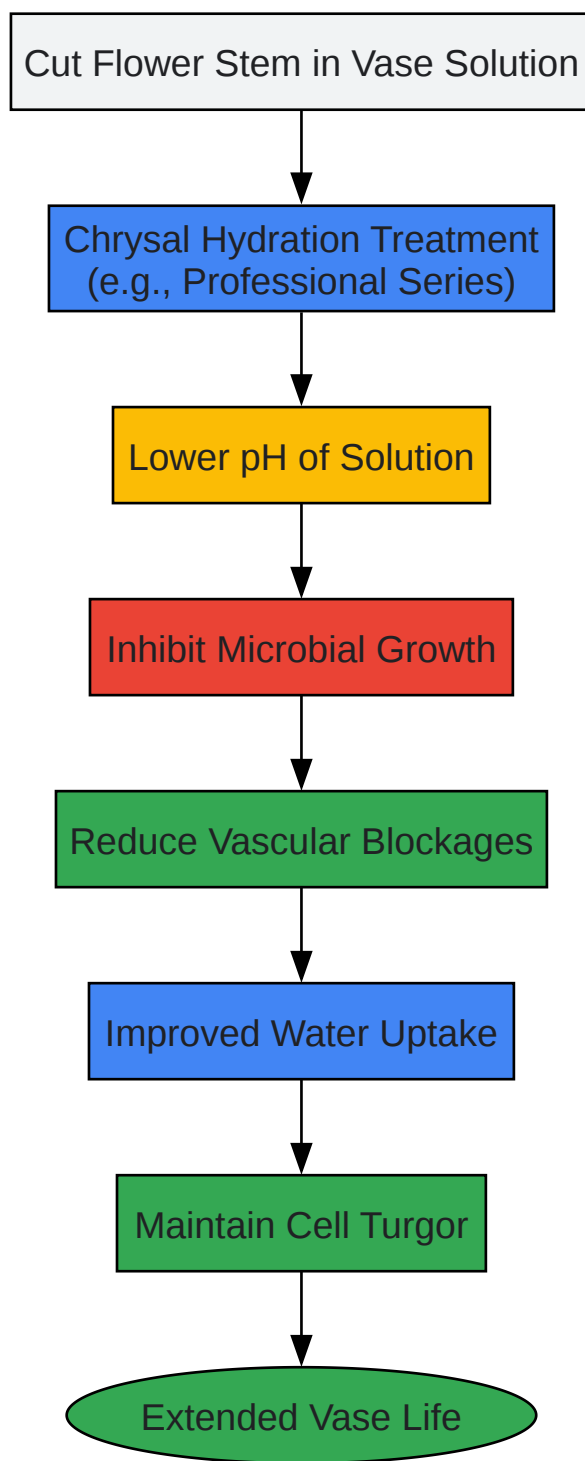 Cut Flower Stem in Vase Solution
Chrysal Hydration Treatment
(e.g., Professional Series)
Lower pH of Solution
Inhibit Microbial Growth
Reduce Vascular Blockages
Improved Water Uptake
Maintain Cell Turgor
Extended Vase Life